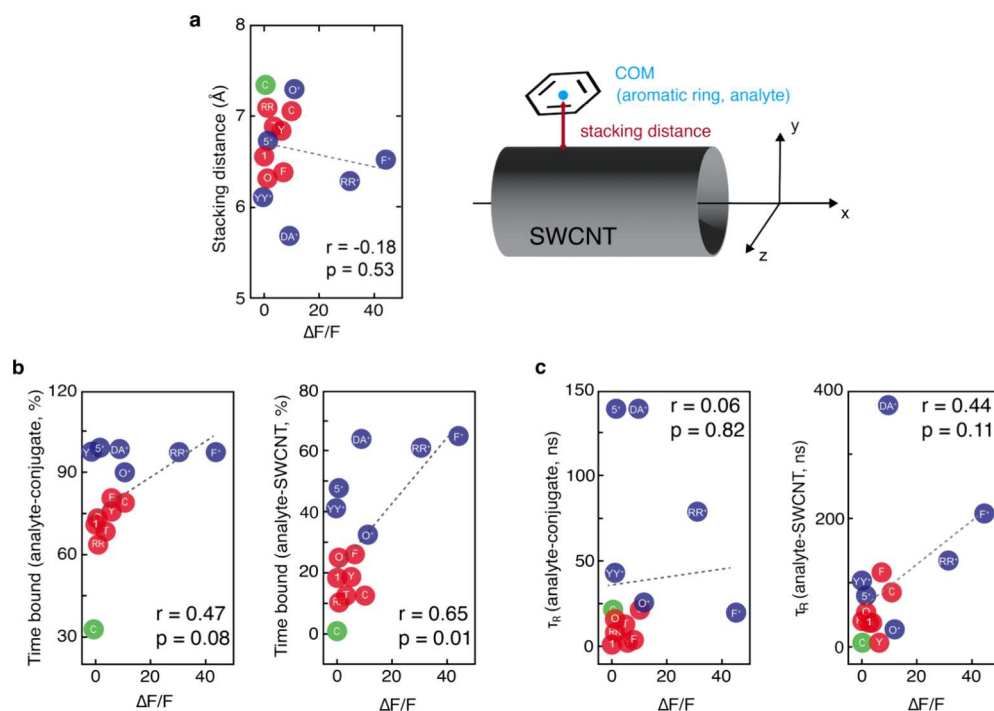 a
Stacking distance (Å)
8
7
6
5
C
O⁺
RR
C
T
Y
5⁺
1
F
O
F⁺
RR⁺
YY⁺
DA⁺
r = -0.18
p = 0.53
0 20 40
ΔF/F
COM
(aromatic ring, analyte)
stacking distance
SWCNT
y
x
z
b
Time bound (analyte-conjugate, %)
120
90
60
30
5⁺
DA⁺
RR⁺
F⁺
O⁺
F
C
Y
1
T
RR
C
r = 0.47
p = 0.08
0 20 40
ΔF/F
Time bound (analyte-SWCNT, %)
80
60
40
20
0
F⁺
DA⁺
RR⁺
5⁺
YY⁺
O⁺
O
F
1
Y
T
C
C
r = 0.65
p = 0.01
0 20 40
ΔF/F
c
τR (analyte-conjugate, ns)
150
100
50
0
5⁺
DA⁺
r = 0.06
p = 0.82
RR⁺
YY⁺
O⁺
C
O
F⁺
T
RR
F
1
0 20 40
ΔF/F
τR (analyte-SWCNT, ns)
400
200
0
DA⁺
r = 0.44
p = 0.11
F⁺
RR⁺
F
YY⁺
5⁺
C
1
O⁺
C
Y
0 20 40
ΔF/F